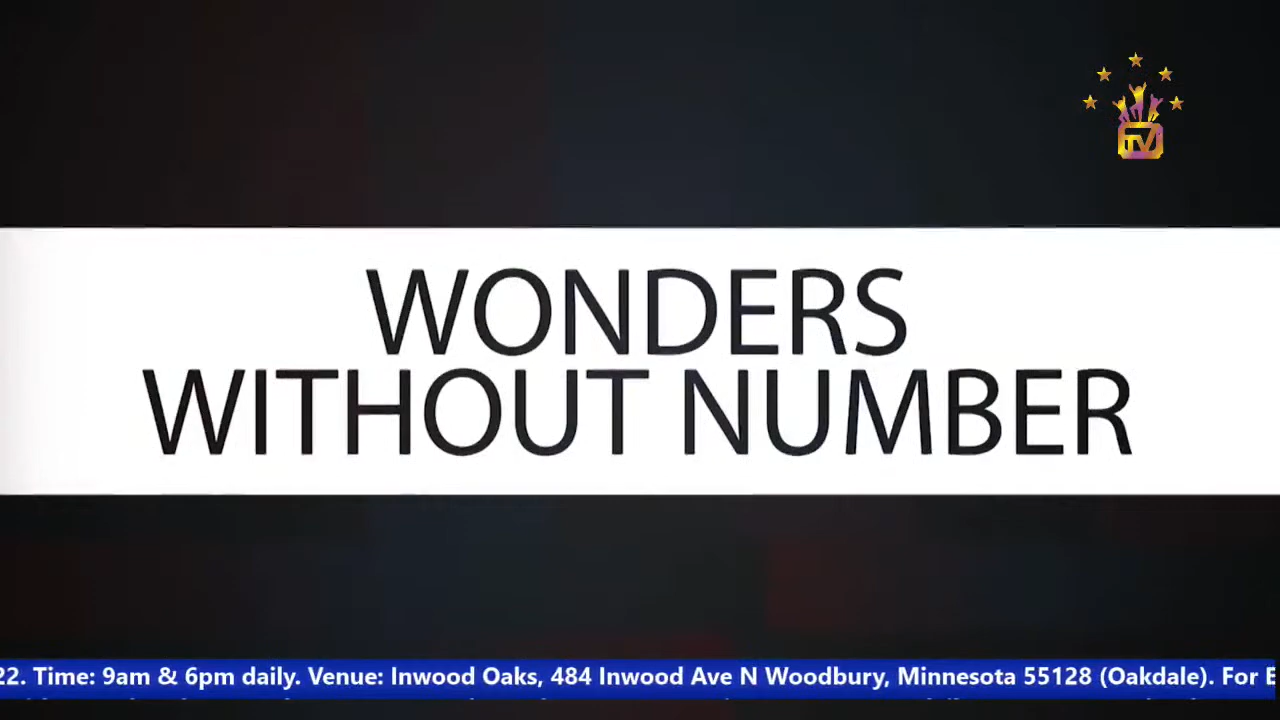 TV
WONDERS
WITHOUT NUMBER
22. Time: 9am & 6pm daily. Venue: Inwood Oaks, 484 Inwood Ave N Woodbury, Minnesota 55128 (Oakdale). For E